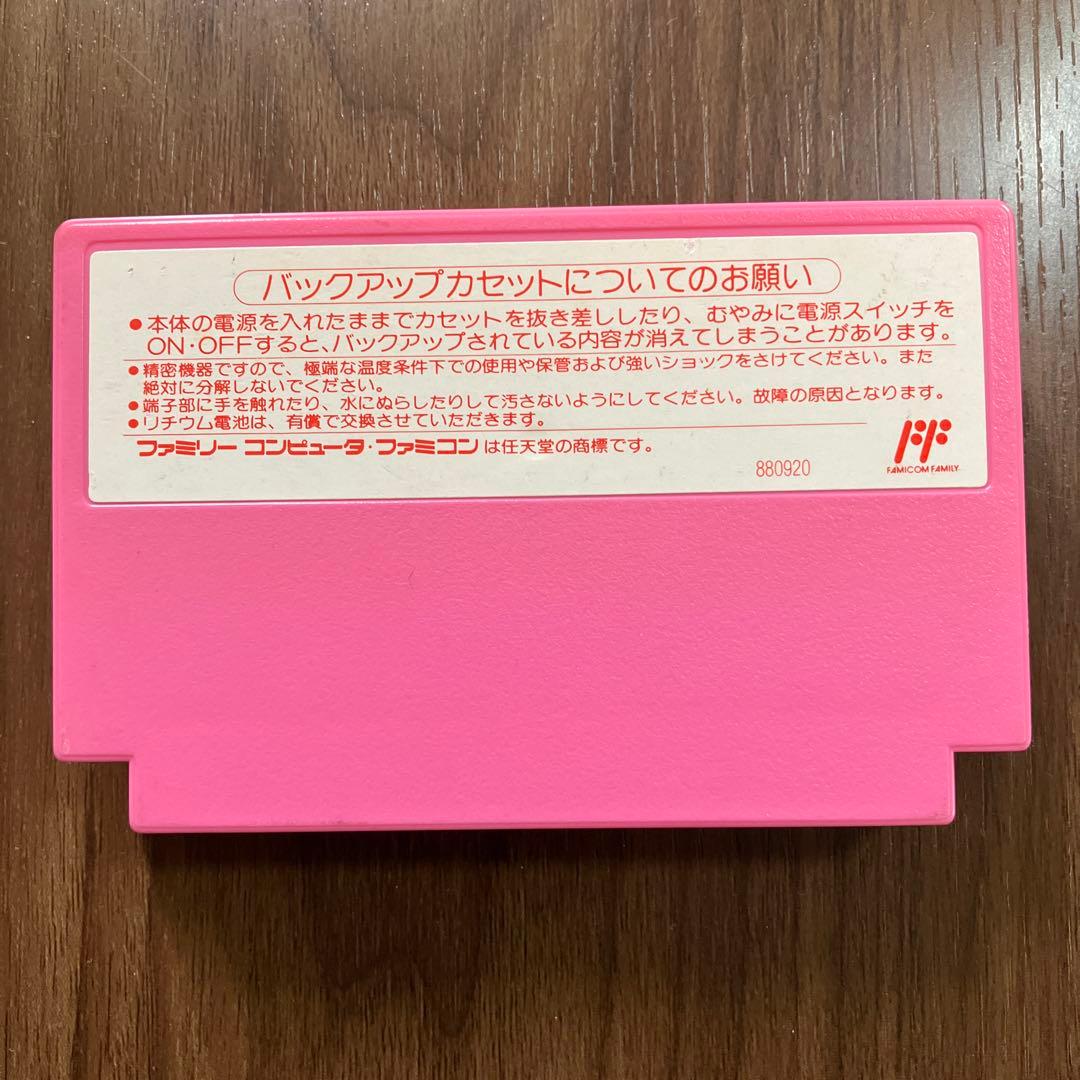 バックアップカセットについてのお願い
●本体の電源を入れたままでカセットを抜き差ししたり、むやみに電源スイッチを
ON・OFFすると、バックアップされている内容が消えてしまうことがあります。
●精密機器ですので、極端な温度条件下での使用や保管および強いショックをさけてください。また
絶対に分解しないでください。
●端子部に手を触れたり、水にぬらしたりして汚さないようにしてください。故障の原因となります。
●リチウム電池は、有償で交換させていただきます。
ファミリー コンピュータ・ファミコン は任天堂の商標です。
880920
FF
FAMICOM FAMILY